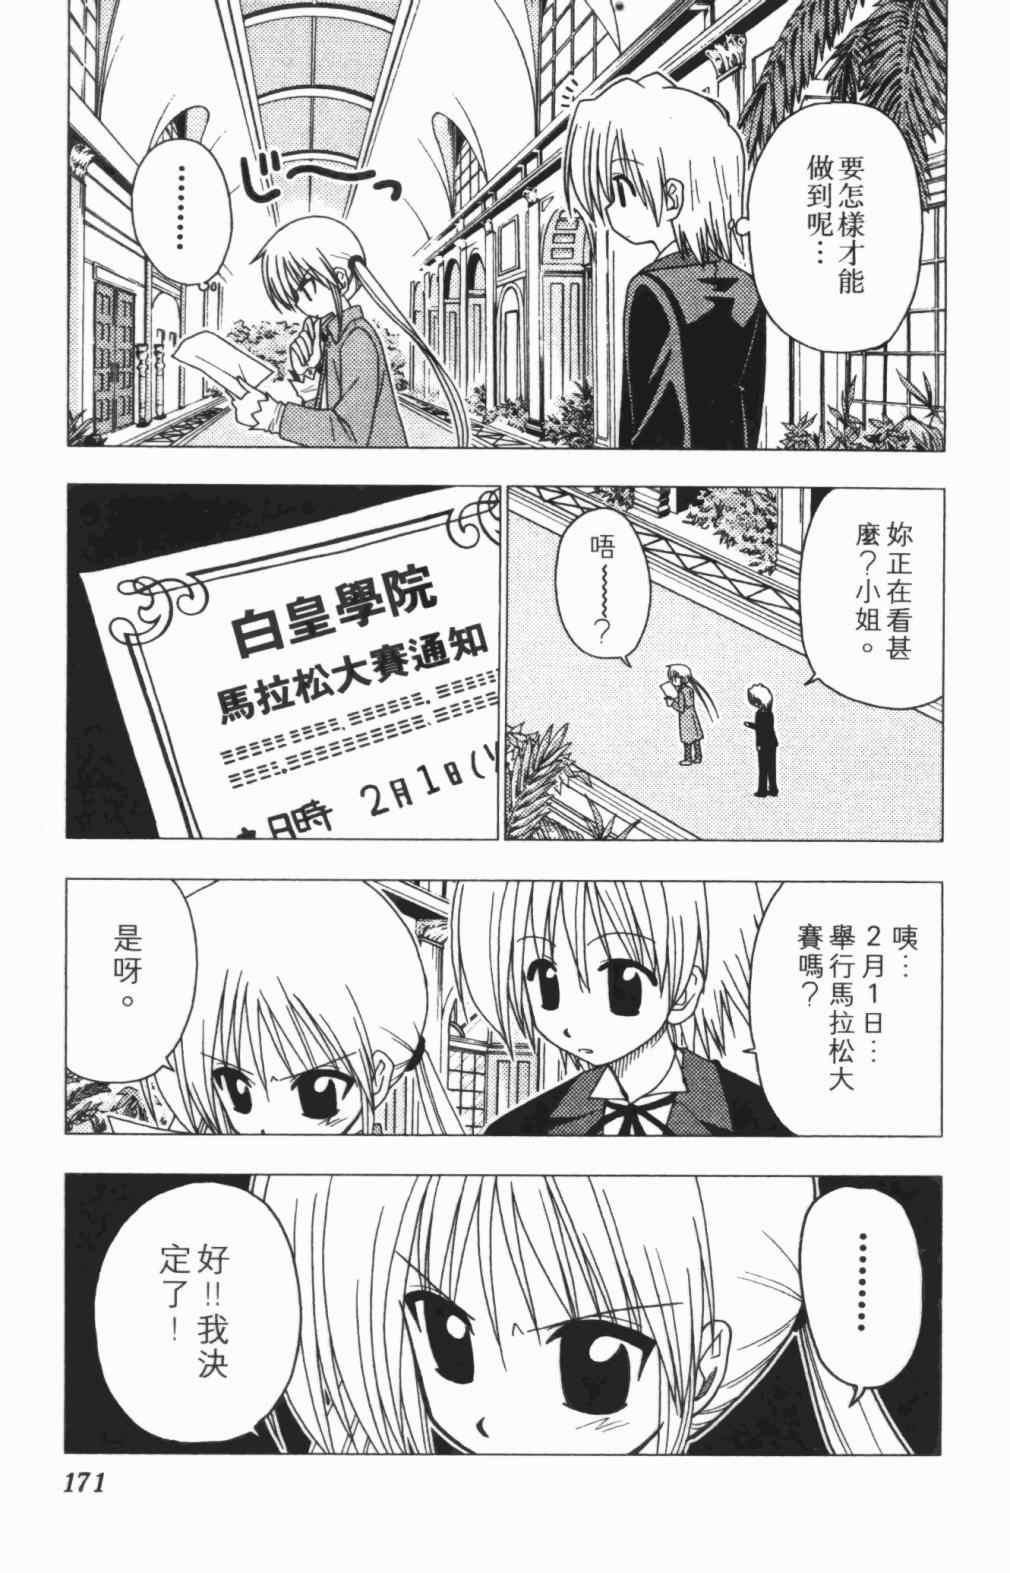 要怎樣才能
做到呢…
じ～っ
………
妳正在看甚
麼？小姐。
唔～～～？
白皇學院
馬拉松大賽通知
日時 2月1日(
咦…
2月1日…
舉行馬拉松大
賽嗎？
是呀。
………
好!!我決
定了！
171